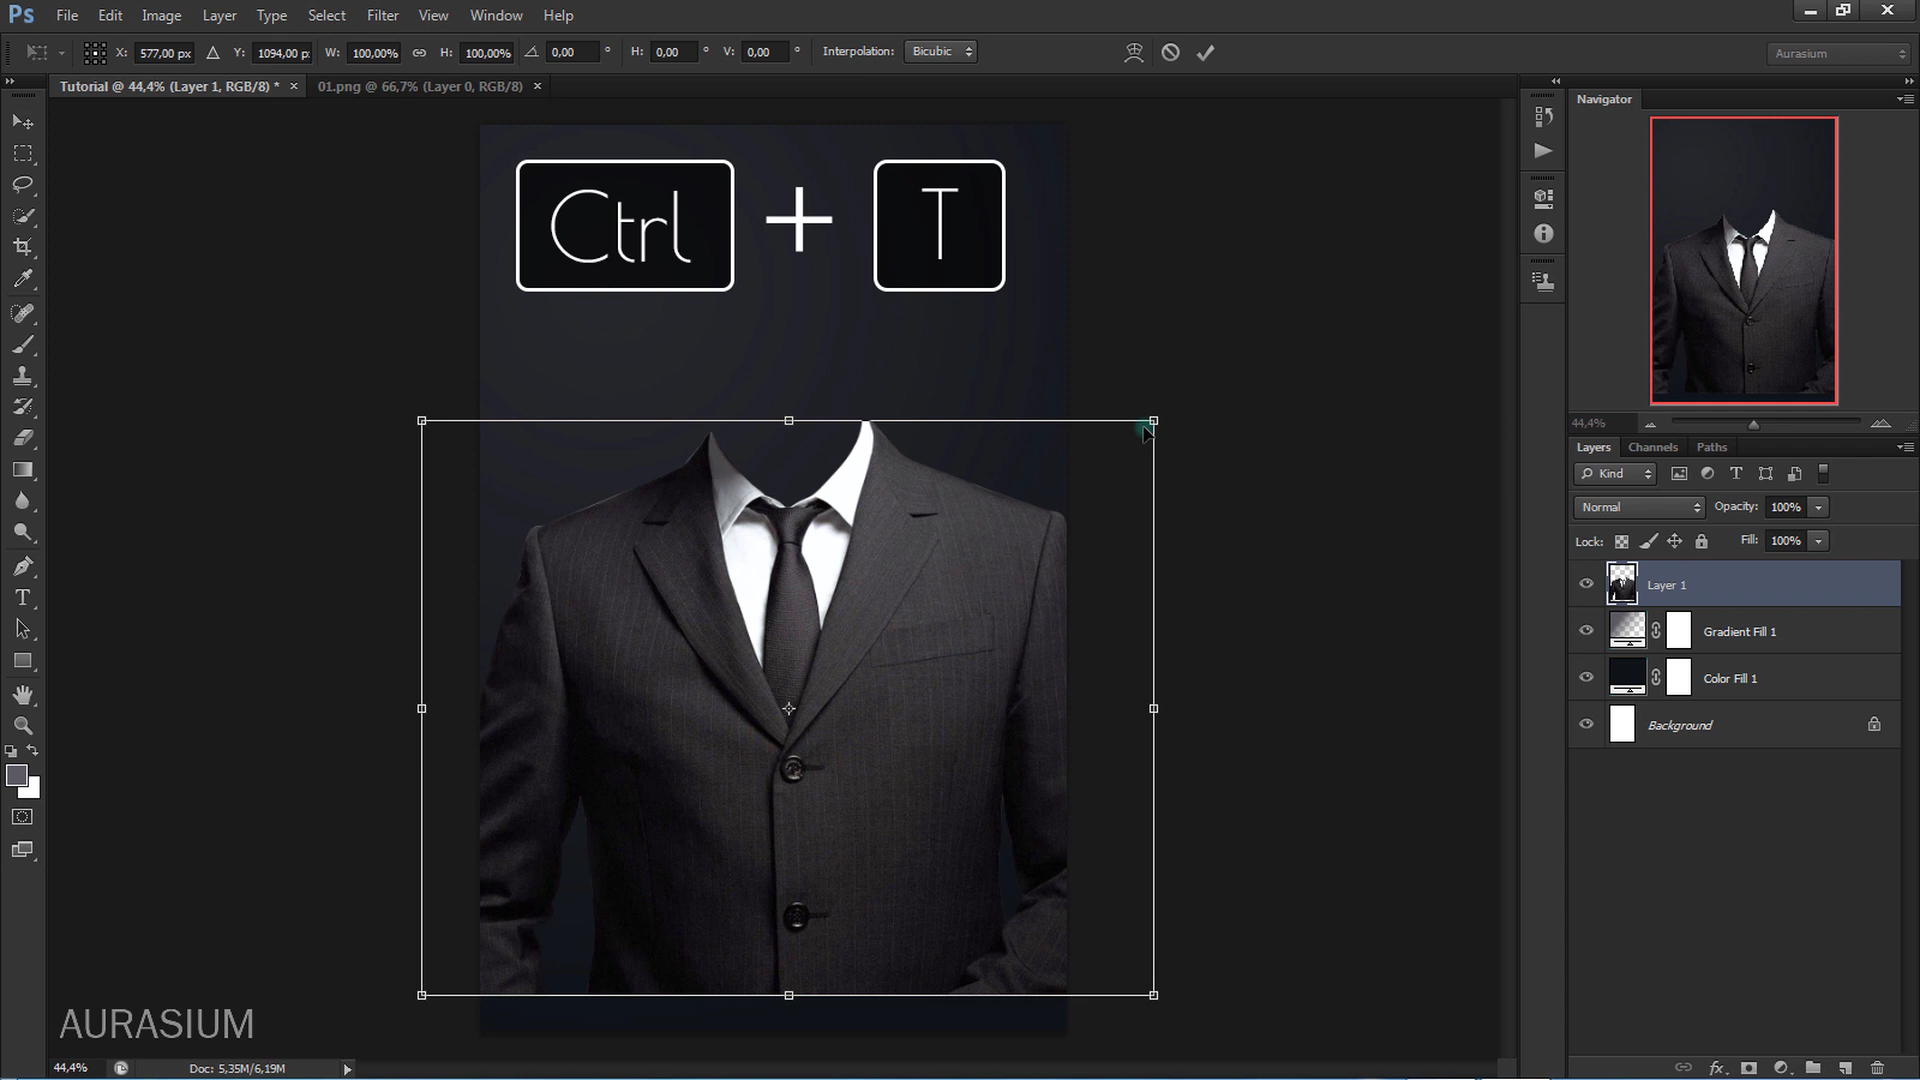 Ps File Edit Image Layer Type Select Filter View Window Help
X: 577,00 px Y: 1094,00 p W: 100,00% H: 100,00% 0,00 ° H: 0,00 ° V: 0,00 ° Interpolation: Bicubic Aurasium
Tutorial @ 44,4% (Layer 1, RGB/8) * × 01.png @ 66,7% (Layer 0, RGB/8) ×
Navigator
Ctrl + T
44,4%
Layers Channels Paths
Kind
Normal Opacity: 100%
Lock: Fill: 100%
Layer 1
Gradient Fill 1
Color Fill 1
Background
AURASIUM
44,4% Doc: 5,35M/6,19M
fx